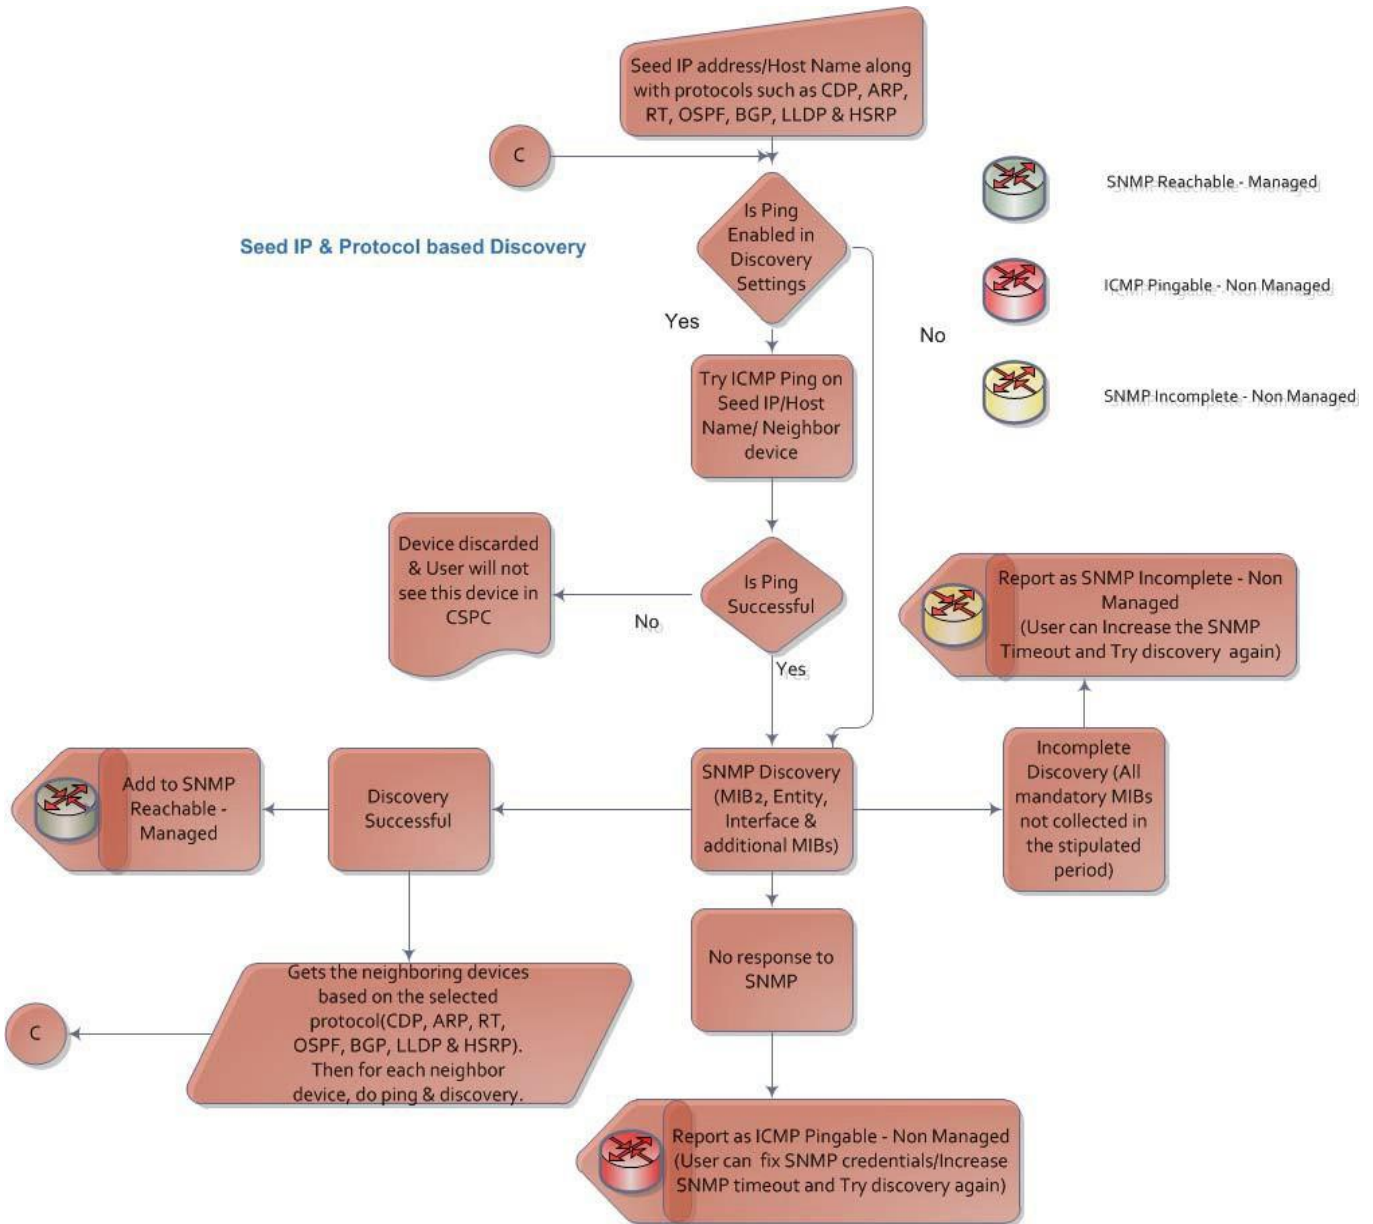 Seed IP address/Host Name along
with protocols such as CDP, ARP,
RT, OSPF, BGP, LLDP & HSRP
C
SNMP Reachable - Managed
Is Ping
Enabled in
Discovery
Settings
Seed IP & Protocol based Discovery
ICMP Pingable - Non Managed
Yes
No
Try ICMP Ping on
Seed IP/Host
Name/ Neighbor
device
SNMP Incomplete - Non Managed
Device discarded
& User will not
see this device in
CSPC
Is Ping
Successful
No
Yes
Report as SNMP Incomplete - Non
Managed
(User can Increase the SNMP
Timeout and Try discovery again)
Add to SNMP
Reachable -
Managed
Discovery
Successful
SNMP Discovery
(MIB2, Entity,
Interface &
additional MIBs)
Incomplete
Discovery (All
mandatory MIBs
not collected in
the stipulated
period)
No response to
SNMP
Gets the neighboring devices
based on the selected
protocol(CDP, ARP, RT,
OSPF, BGP, LLDP & HSRP).
Then for each neighbor
device, do ping & discovery.
C
Report as ICMP Pingable - Non Managed
(User can fix SNMP credentials/Increase
SNMP timeout and Try discovery again)